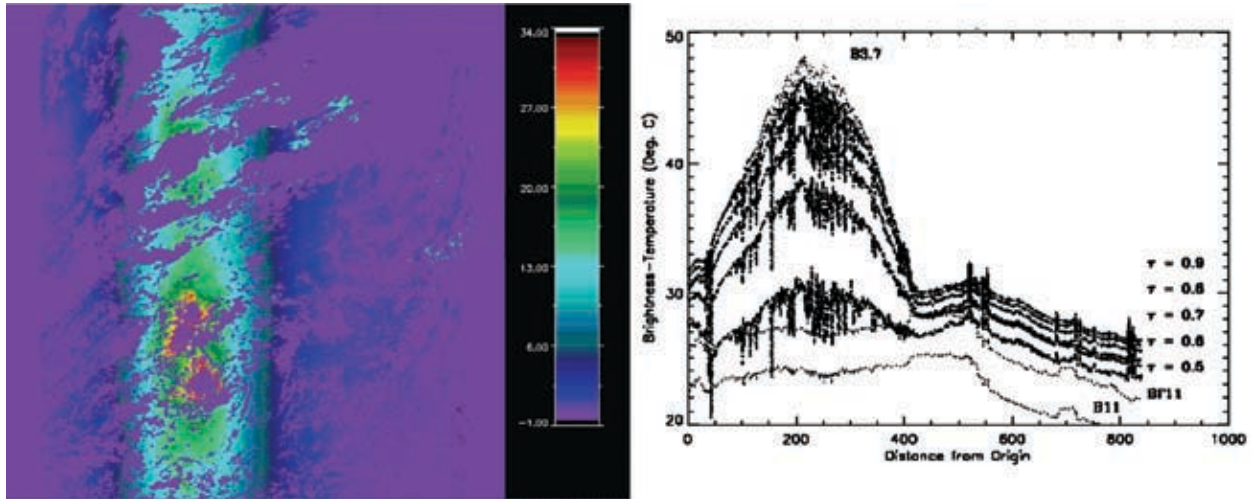 34.00
27.00
20.00
13.00
6.00
-1.00
Brightness-Temperature (Deg. C)
50
40
30
20
B3.7
τ = 0.9
τ = 0.8
τ = 0.7
τ = 0.6
τ = 0.5
BT11
B11
0
200
400
600
800
1000
Distance from Origin